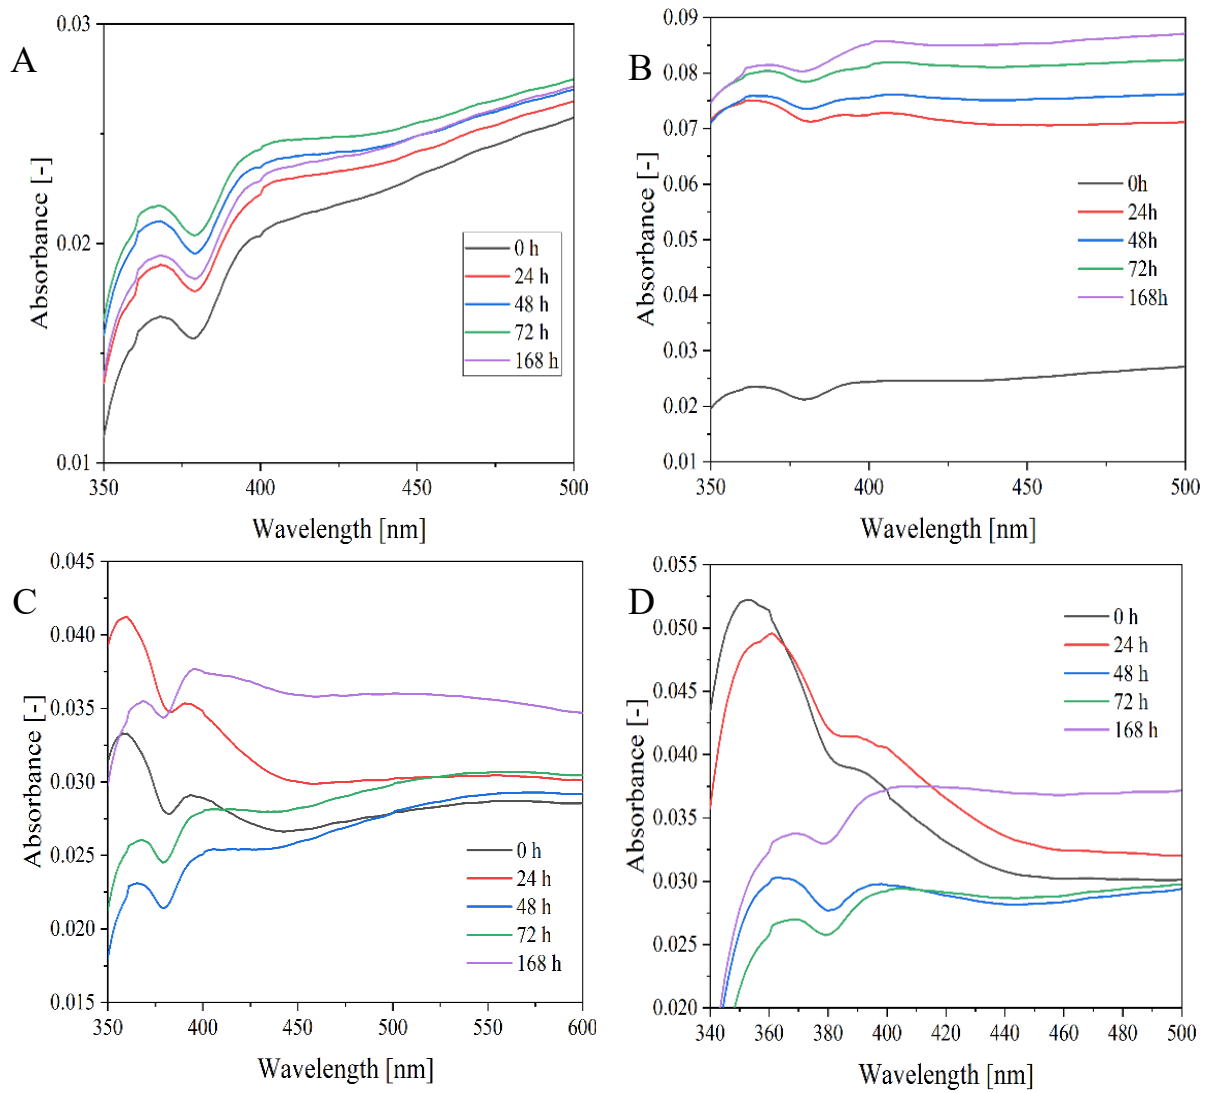 A
0.03
0.02
0.01
Absorbance [-]
0 h
24 h
48 h
72 h
168 h
350
400
450
500
Wavelength [nm]
B
0.09
0.08
0.07
0.06
0.05
0.04
0.03
0.02
0.01
Absorbance [-]
0h
24h
48h
72h
168h
350
400
450
500
Wavelength [nm]
C
0.045
0.040
0.035
0.030
0.025
0.020
0.015
Absorbance [-]
0 h
24 h
48 h
72 h
168 h
350
400
450
500
550
600
Wavelength [nm]
D
0.055
0.050
0.045
0.040
0.035
0.030
0.025
0.020
Absorbance [-]
0 h
24 h
48 h
72 h
168 h
340
360
380
400
420
440
460
480
500
Wavelength [nm]